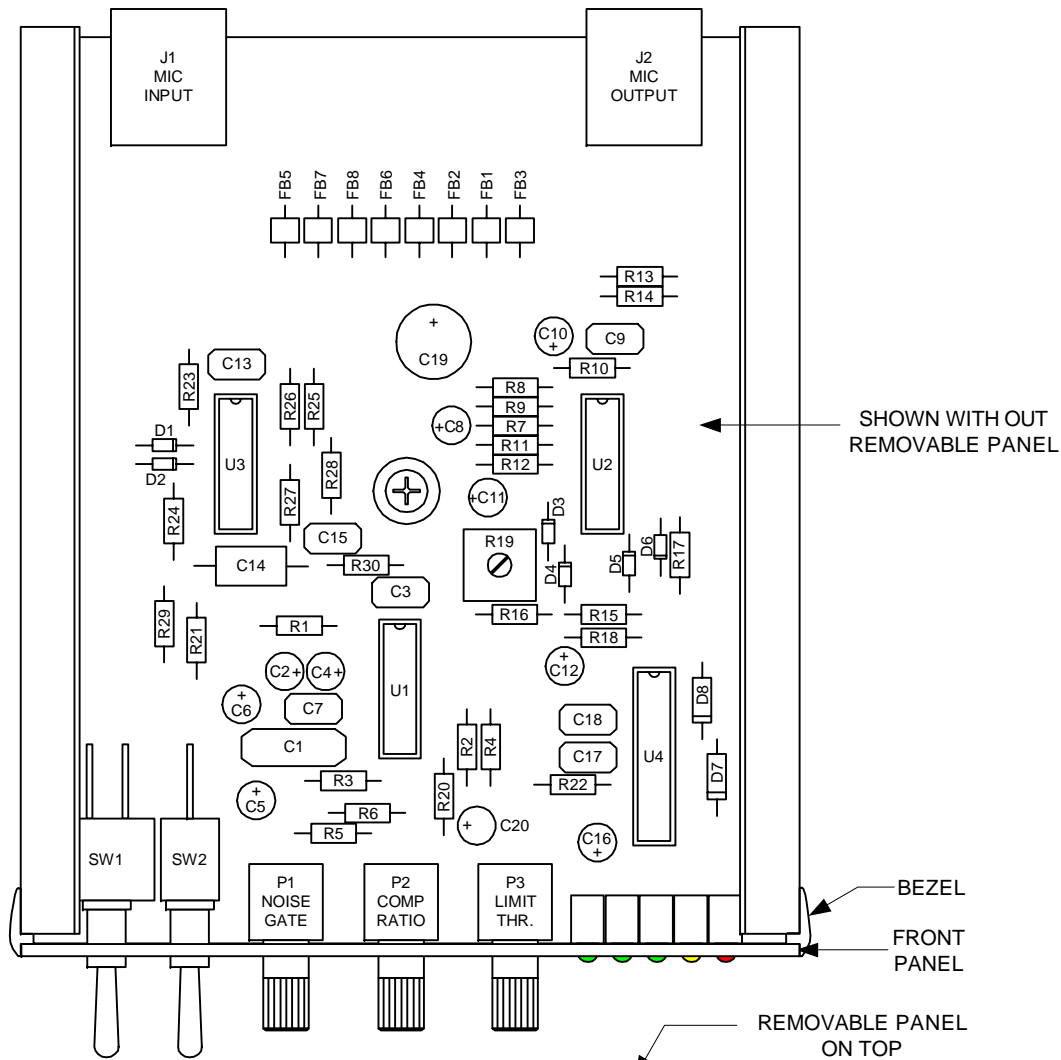 J1
MIC
INPUT
J2
MIC
OUTPUT
FB5
FB7
FB8
FB6
FB4
FB2
FB1
FB3
R13
R14
+
C19
C10
+
C9
R10
C13
R23
R26
R25
R8
R9
R7
R11
R12
+C8
SHOWN WITH OUT
REMOVABLE PANEL
D1
D2
U3
U2
R28
R27
R24
+C11
D3
D4
D5
D6
R17
R19
C15
C14
R30
C3
R16
R15
R18
R29
R21
R1
C2+
C4+
U1
+
C12
+
C6
C7
C1
C18
C17
U4
D8
D7
R2
R4
R3
R20
R22
+
C5
R6
R5
+
C20
C16
+
SW1
SW2
P1
NOISE
GATE
P2
COMP
RATIO
P3
LIMIT
THR.
BEZEL
FRONT
PANEL
REMOVABLE PANEL
ON TOP